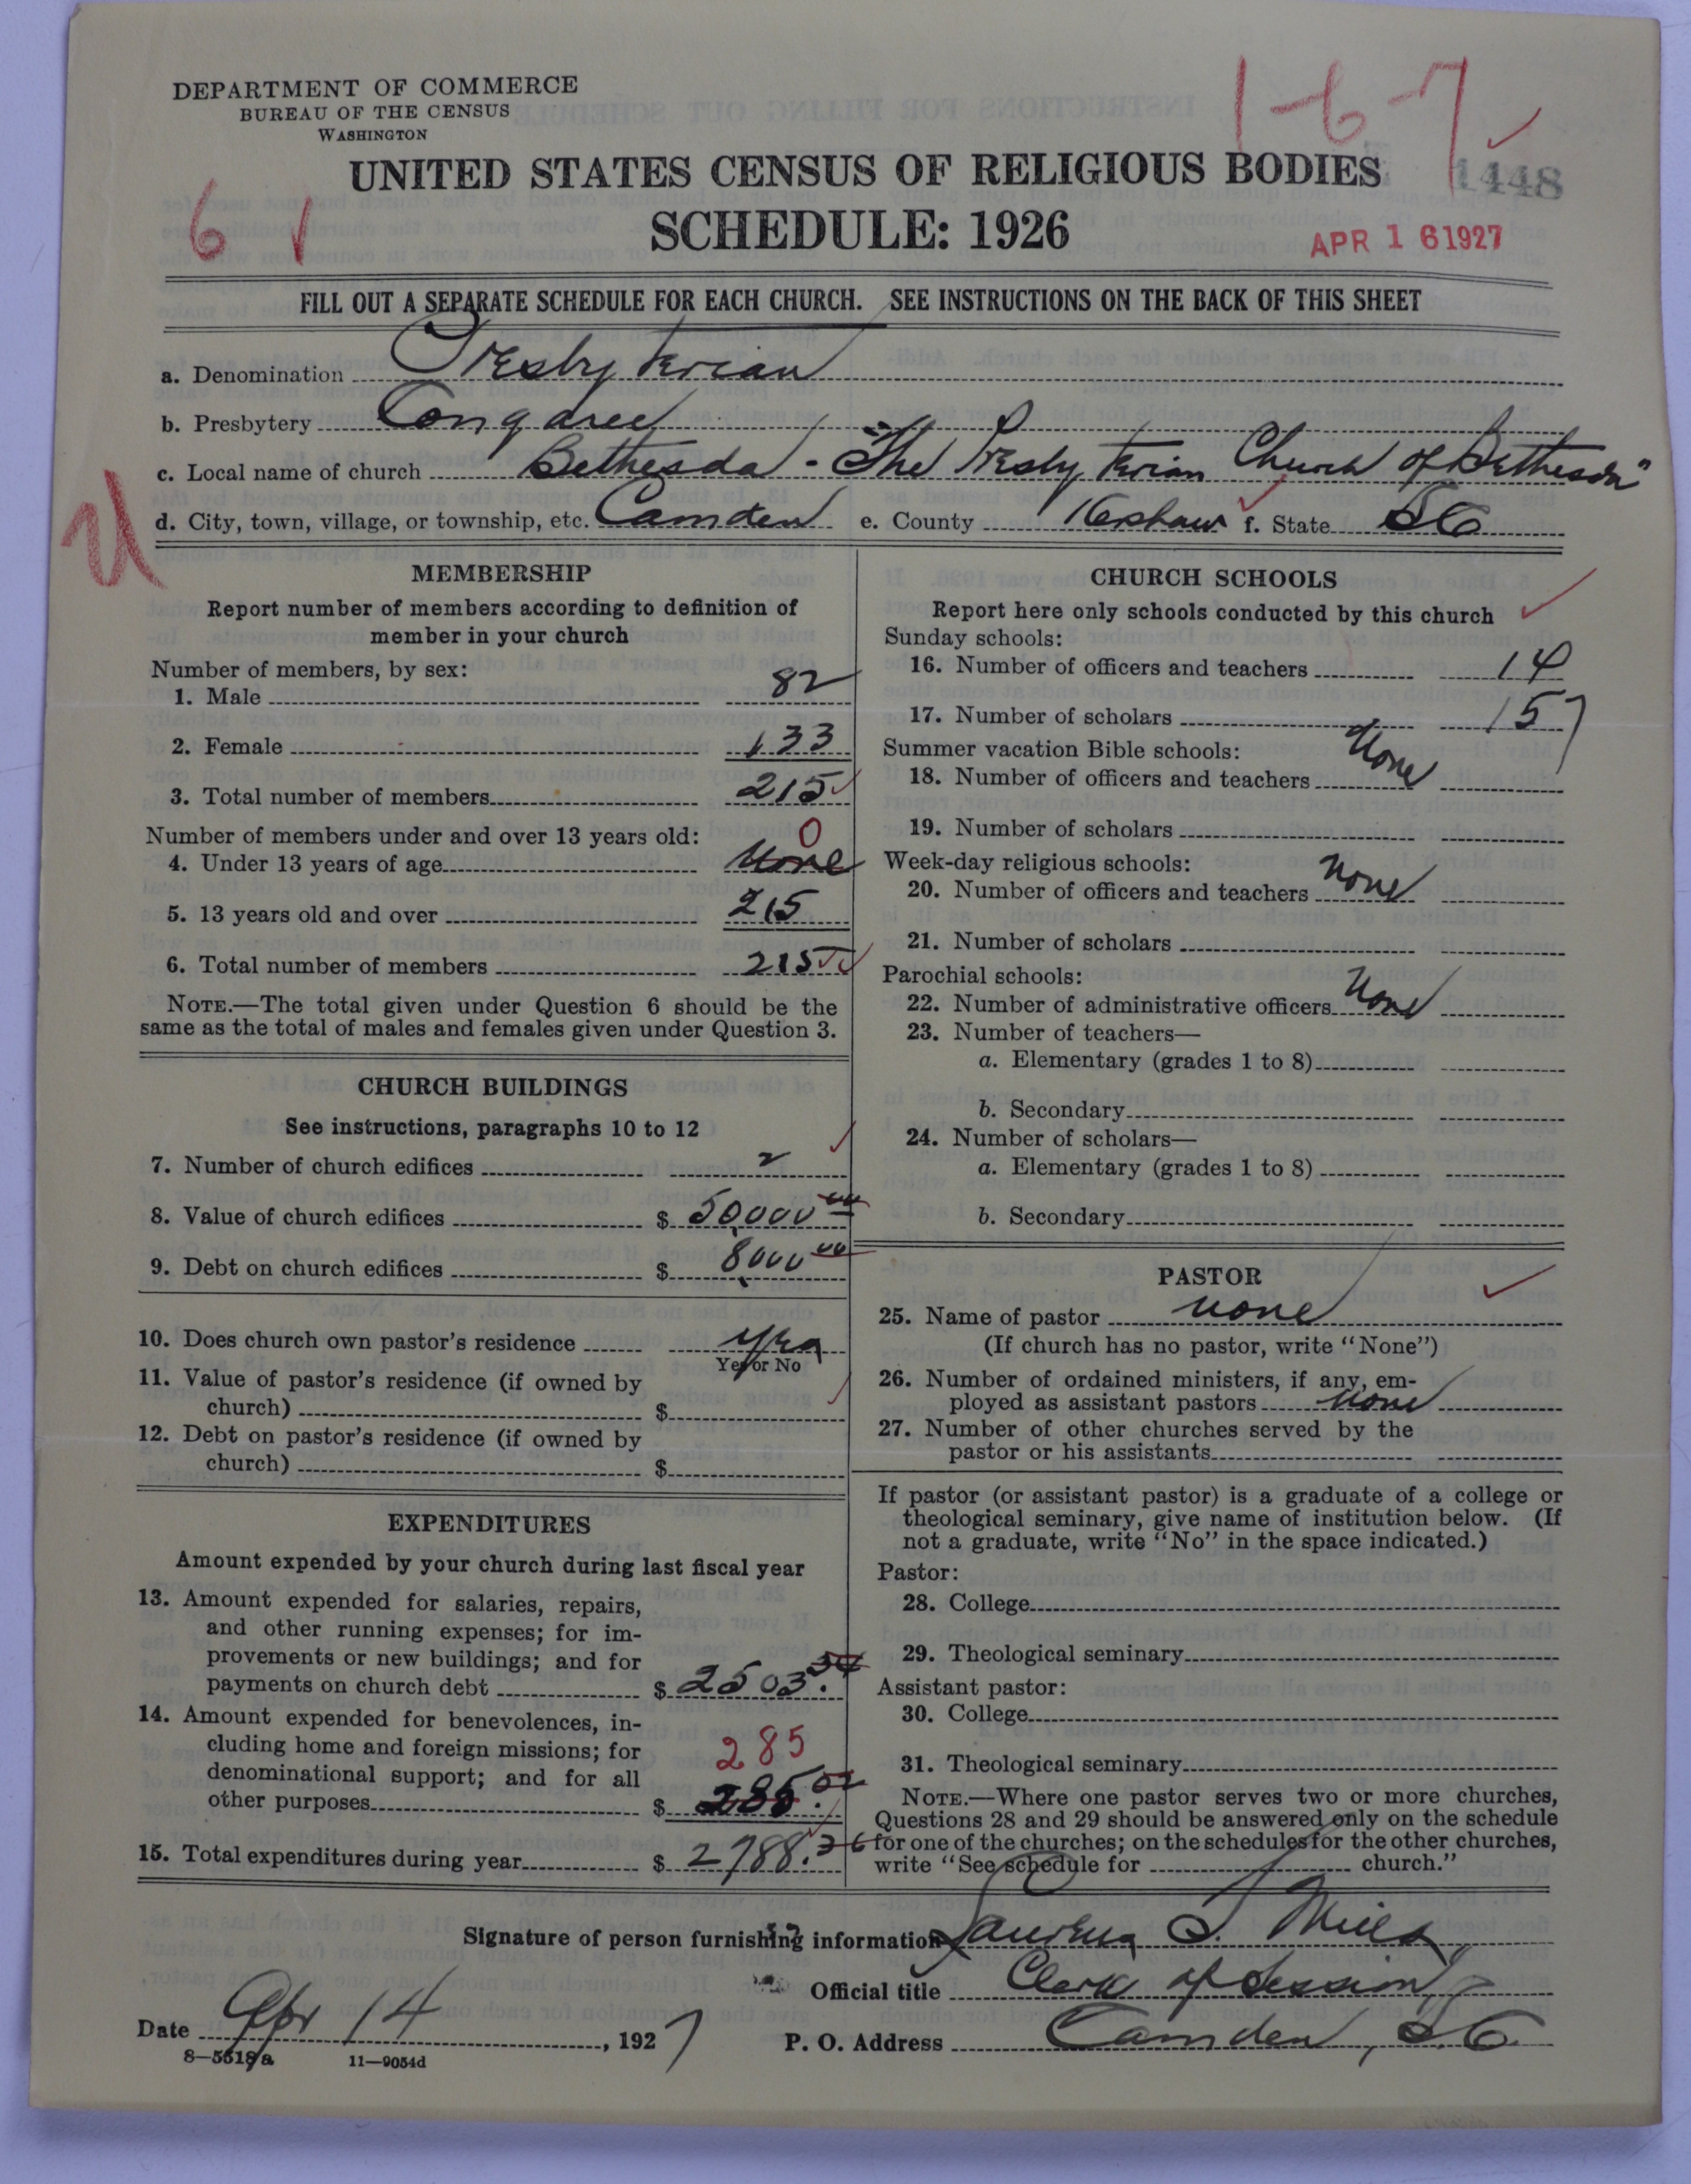 DEPARTMENT OF COMMERCE
BUREAU OF THE CENSUS
WASHINGTON
1-6-7
UNITED STATES CENSUS OF RELIGIOUS BODIES
1448
SCHEDULE: 1926
6
APR 16 1927
FILL OUT A SEPARATE SCHEDULE FOR EACH CHURCH. SEE INSTRUCTIONS ON THE BACK OF THIS SHEET
a. Denomination Presbyterian
b. Presbytery Congaree
c. Local name of church Bethesda - "The Presbyterian Church of Bethesda"
d. City, town, village, or township, etc. Camden e. County Kershaw f. State SC
U
MEMBERSHIP
Report number of members according to definition of
member in your church
Number of members, by sex:
1. Male 82
2. Female 133
3. Total number of members 215
Number of members under and over 13 years old: 0
4. Under 13 years of age None
5. 13 years old and over 215
6. Total number of members 215
NOTE.—The total given under Question 6 should be the
same as the total of males and females given under Question 3.
CHURCH BUILDINGS
See instructions, paragraphs 10 to 12
7. Number of church edifices 2
8. Value of church edifices $ 50,000 00
9. Debt on church edifices $ 8,000 00
10. Does church own pastor's residence Yes
Yes or No
11. Value of pastor's residence (if owned by
church) $
12. Debt on pastor's residence (if owned by
church) $
EXPENDITURES
Amount expended by your church during last fiscal year
13. Amount expended for salaries, repairs,
and other running expenses; for im-
provements or new buildings; and for
payments on church debt $ 2503.34
14. Amount expended for benevolences, in-
cluding home and foreign missions; for 285
denominational support; and for all
other purposes $ 285.02
15. Total expenditures during year $ 2788.36
CHURCH SCHOOLS
Report here only schools conducted by this church
Sunday schools:
16. Number of officers and teachers 14
17. Number of scholars 157
Summer vacation Bible schools:
18. Number of officers and teachers None
19. Number of scholars
Week-day religious schools:
20. Number of officers and teachers None
21. Number of scholars
Parochial schools:
22. Number of administrative officers None
23. Number of teachers—
a. Elementary (grades 1 to 8)
b. Secondary
24. Number of scholars—
a. Elementary (grades 1 to 8)
b. Secondary
PASTOR
25. Name of pastor none
(If church has no pastor, write "None")
26. Number of ordained ministers, if any, em-
ployed as assistant pastors None
27. Number of other churches served by the
pastor or his assistants
If pastor (or assistant pastor) is a graduate of a college or
theological seminary, give name of institution below. (If
not a graduate, write "No" in the space indicated.)
Pastor:
28. College
29. Theological seminary
Assistant pastor:
30. College
31. Theological seminary
NOTE.—Where one pastor serves two or more churches,
Questions 28 and 29 should be answered only on the schedule
for one of the churches; on the schedules for the other churches,
write "See schedule for church."
Signature of person furnishing information Laurens T. Mills
Official title Clerk of Session
Date Apr 14, 1927 P. O. Address Camden, S.C.
8—5518a 11—9054d